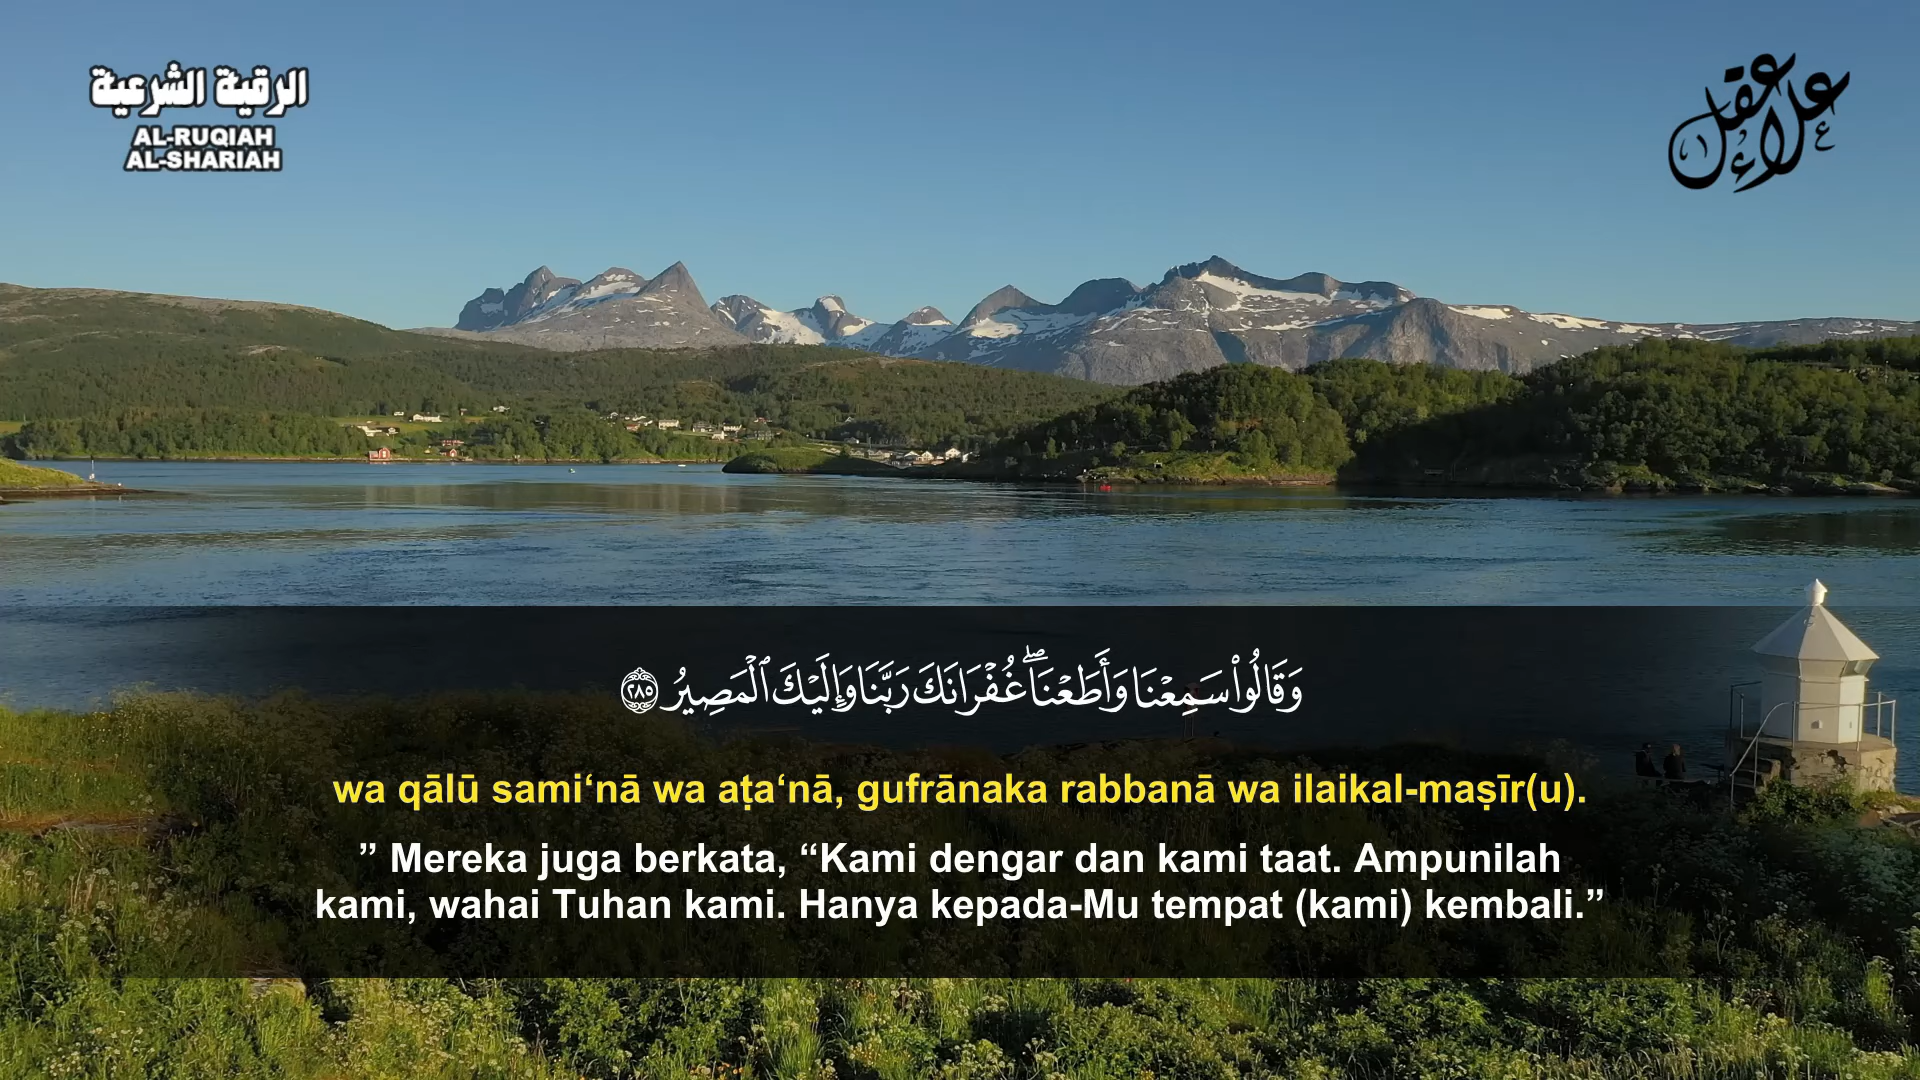 الرقية الشرعية
AL-RUQIAH
AL-SHARIAH
علاء عقل
وَقَالُوا۟ سَمِعْنَا وَأَطَعْنَا ۖ غُفْرَانَكَ رَبَّنَا وَإِلَيْكَ ٱلْمَصِيرُ ٢٨٥
wa qālū sami‘nā wa aṭa‘nā, gufrānaka rabbanā wa ilaikal-maṣīr(u).
” Mereka juga berkata, “Kami dengar dan kami taat. Ampunilah
kami, wahai Tuhan kami. Hanya kepada-Mu tempat (kami) kembali.”